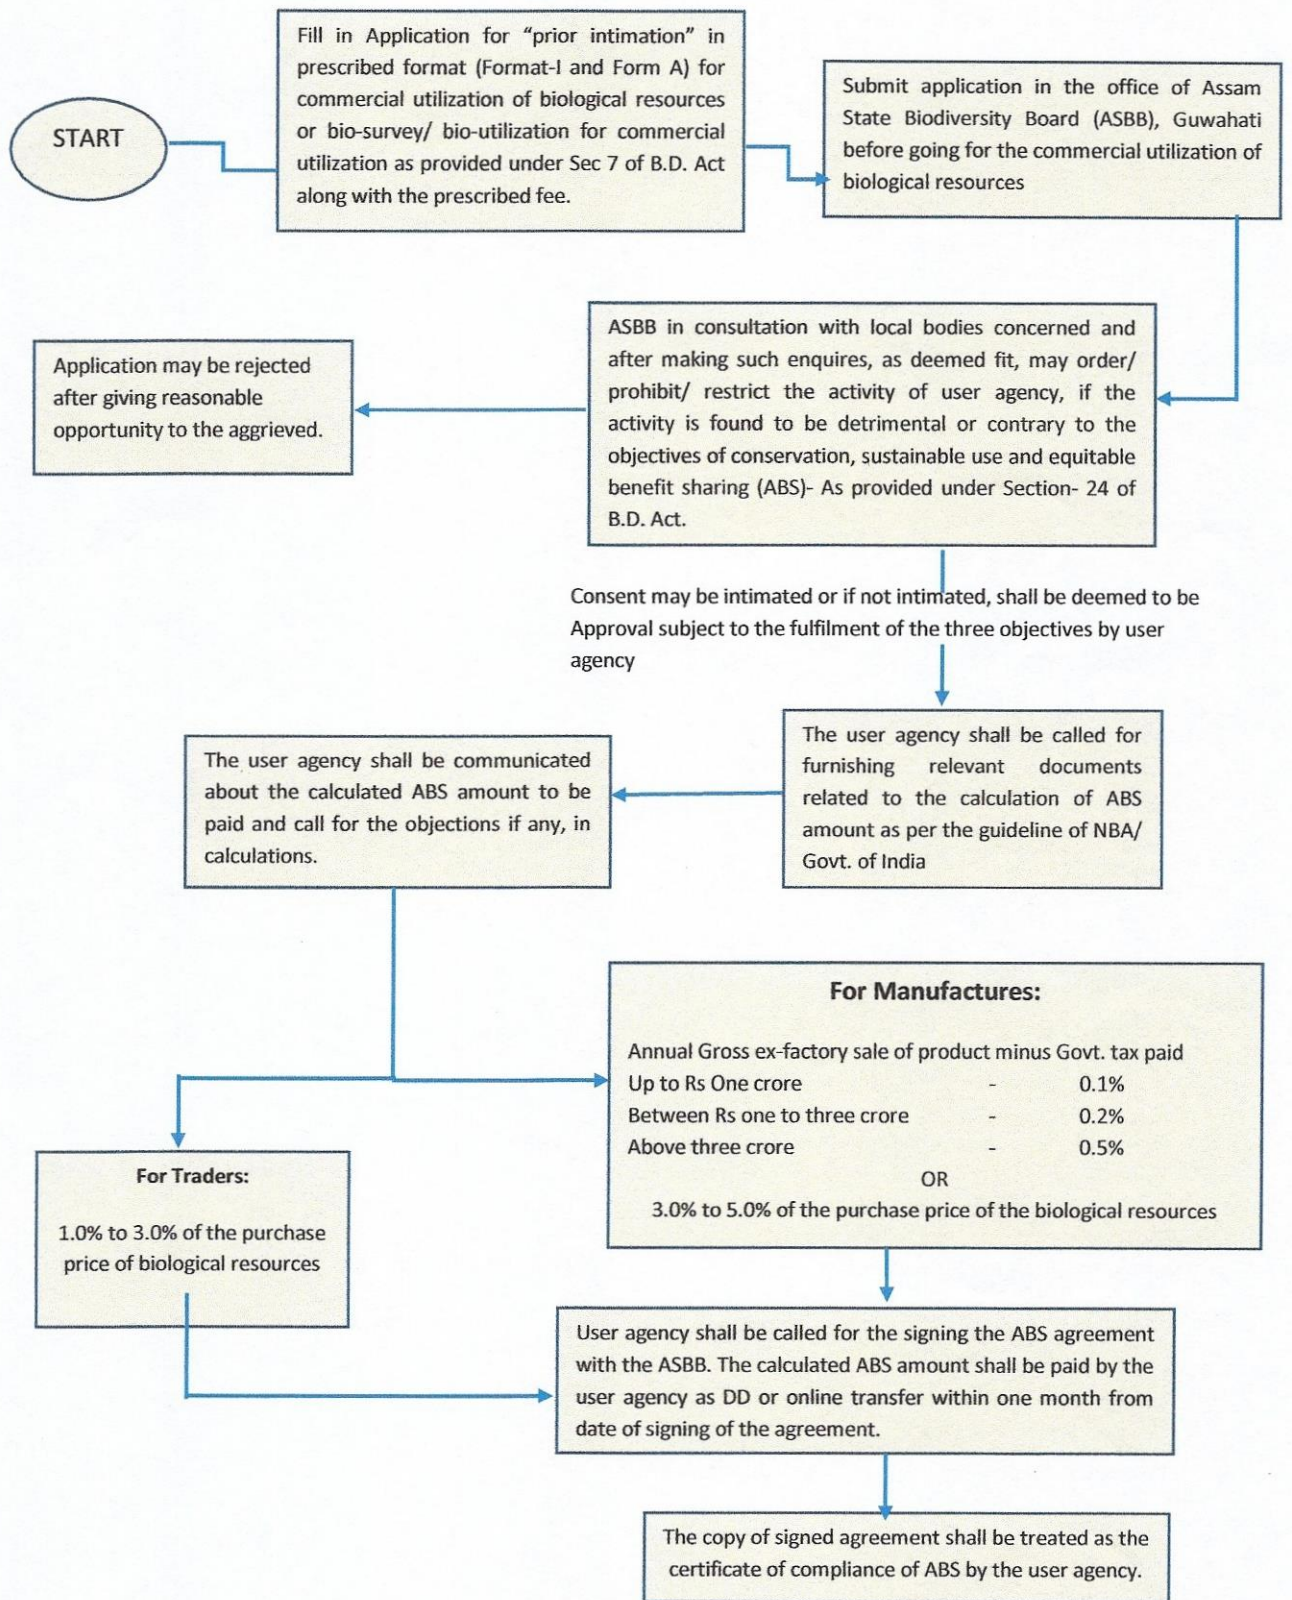 START
Fill in Application for “prior intimation” in
prescribed format (Format-I and Form A) for
commercial utilization of biological resources
or bio-survey/ bio-utilization for commercial
utilization as provided under Sec 7 of B.D. Act
along with the prescribed fee.
Submit application in the office of Assam
State Biodiversity Board (ASBB), Guwahati
before going for the commercial utilization of
biological resources
ASBB in consultation with local bodies concerned and
after making such enquires, as deemed fit, may order/
prohibit/ restrict the activity of user agency, if the
activity is found to be detrimental or contrary to the
objectives of conservation, sustainable use and equitable
benefit sharing (ABS)- As provided under Section- 24 of
B.D. Act.
Application may be rejected
after giving reasonable
opportunity to the aggrieved.
Consent may be intimated or if not intimated, shall be deemed to be
Approval subject to the fulfilment of the three objectives by user
agency
The user agency shall be called for
furnishing relevant documents
related to the calculation of ABS
amount as per the guideline of NBA/
Govt. of India
The user agency shall be communicated
about the calculated ABS amount to be
paid and call for the objections if any, in
calculations.
For Manufactures:
Annual Gross ex-factory sale of product minus Govt. tax paid
Up to Rs One crore - 0.1%
Between Rs one to three crore - 0.2%
Above three crore - 0.5%
OR
3.0% to 5.0% of the purchase price of the biological resources
For Traders:
1.0% to 3.0% of the purchase
price of biological resources
User agency shall be called for the signing the ABS agreement
with the ASBB. The calculated ABS amount shall be paid by the
user agency as DD or online transfer within one month from
date of signing of the agreement.
The copy of signed agreement shall be treated as the
certificate of compliance of ABS by the user agency.